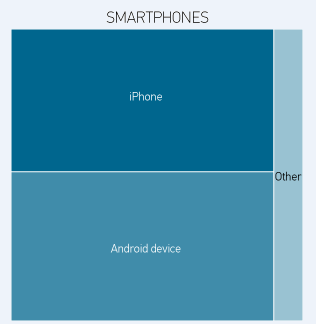 SMARTPHONES
iPhone
Android device
Other